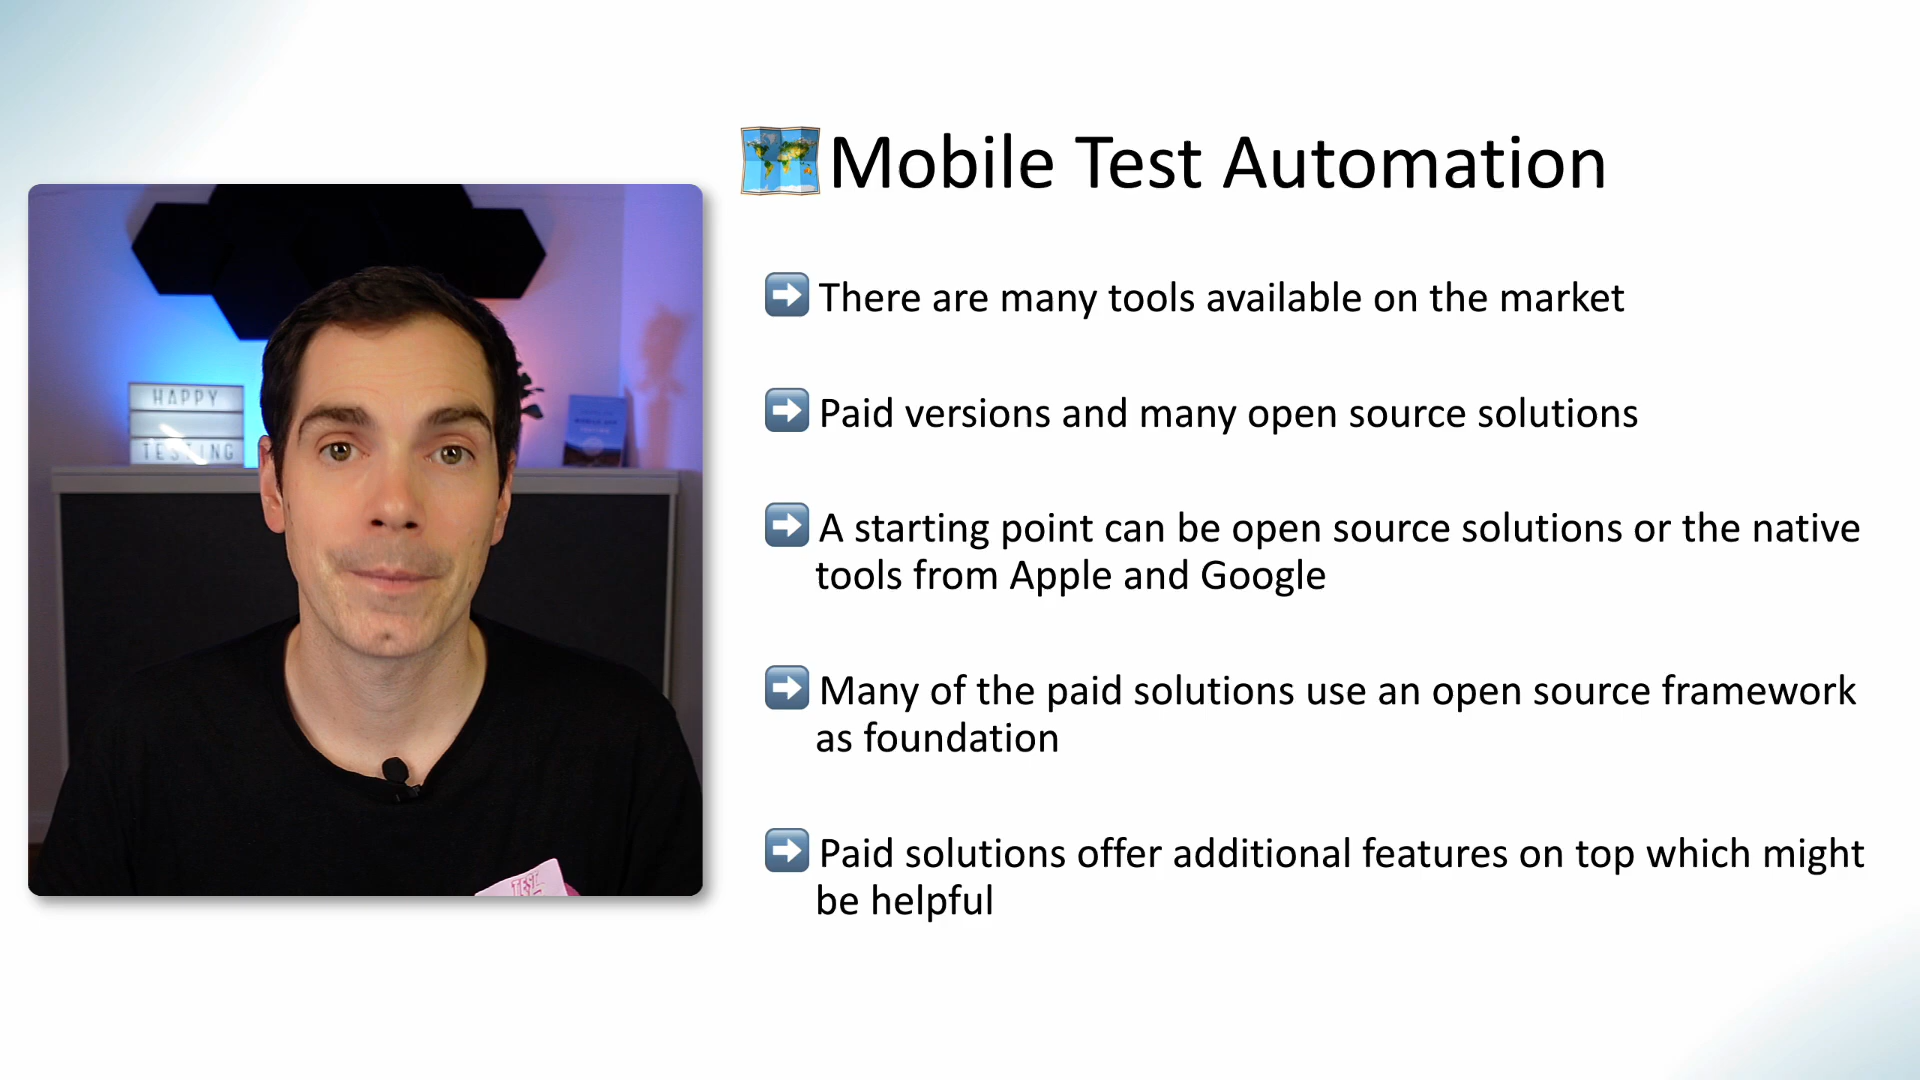 Mobile Test Automation
There are many tools available on the market
Paid versions and many open source solutions
A starting point can be open source solutions or the native
tools from Apple and Google
Many of the paid solutions use an open source framework
as foundation
Paid solutions offer additional features on top which might
be helpful
HAPPY
TESTING
TEST